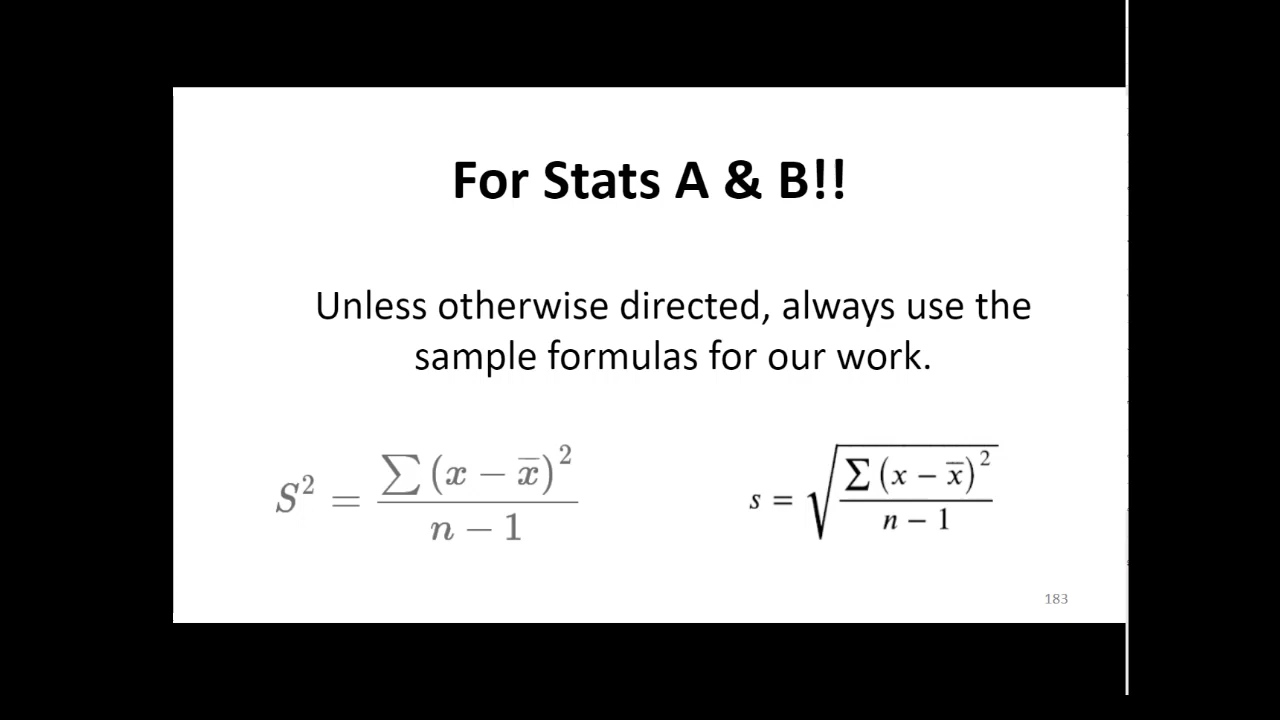 For Stats A & B!!
Unless otherwise directed, always use the
sample formulas for our work.
S² = ∑(x − x̅)² / (n − 1)
s = √(∑(x − x̅)² / (n − 1))
183